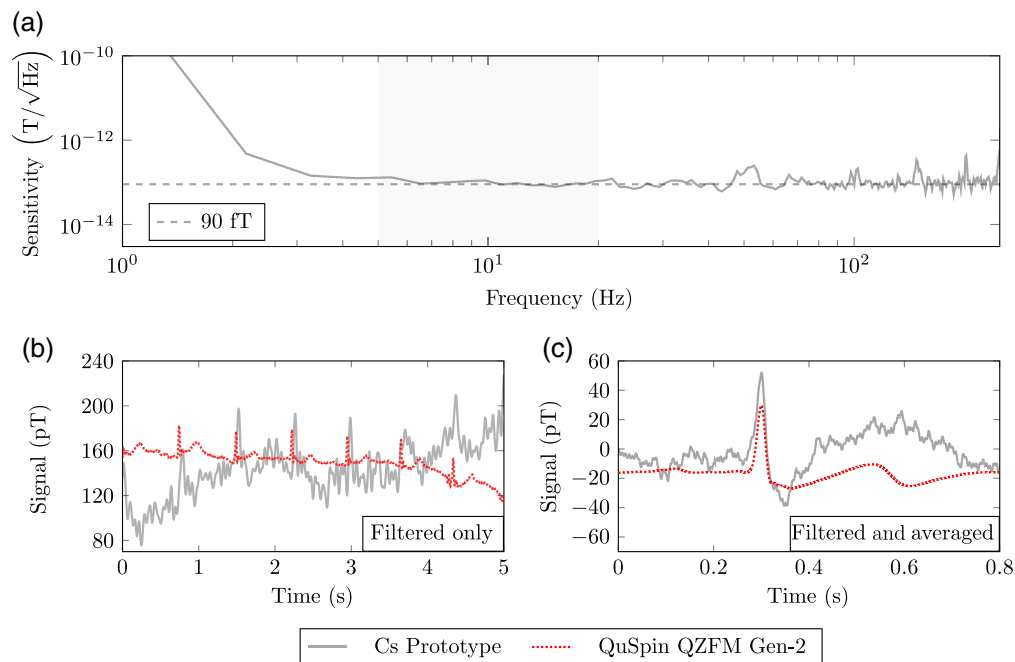 (a)
10^−10
10^−12
10^−14
Sensitivity (T/√Hz)
90 fT
10^0
10^1
10^2
Frequency (Hz)
(b)
240
200
160
120
80
Signal (pT)
Filtered only
0
1
2
3
4
5
Time (s)
(c)
60
40
20
0
−20
−40
−60
Signal (pT)
Filtered and averaged
0
0.2
0.4
0.6
0.8
Time (s)
Cs Prototype
QuSpin QZFM Gen-2